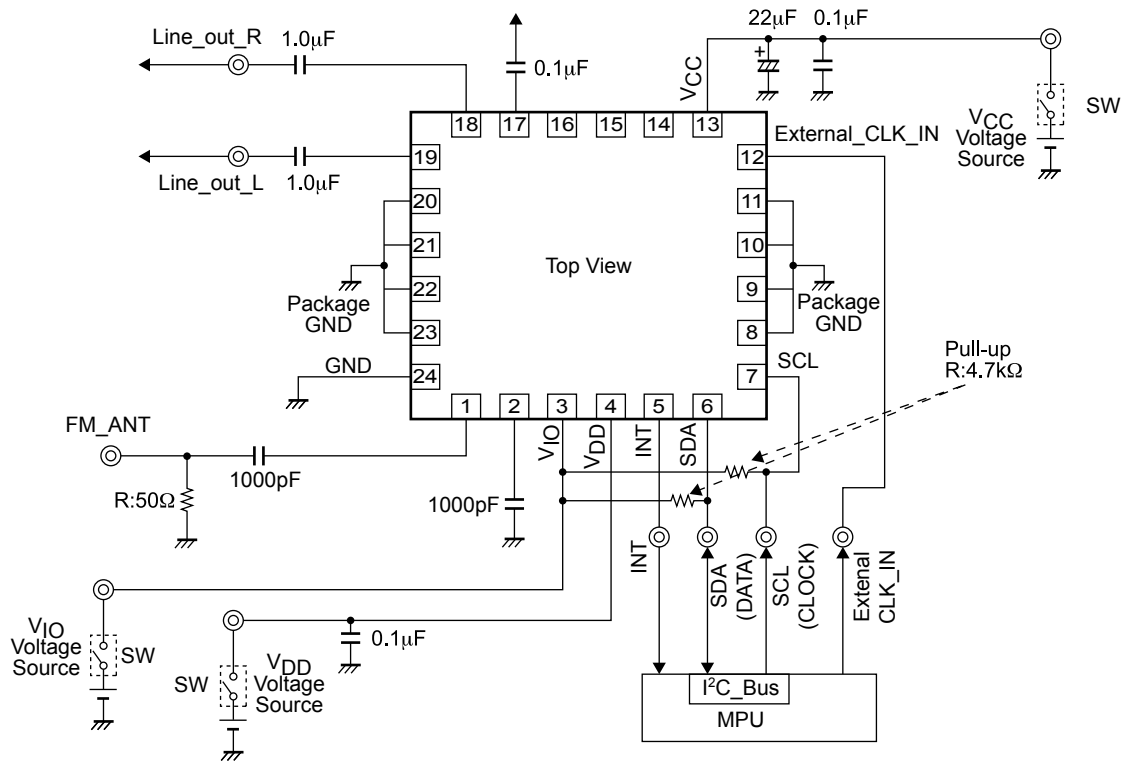 Line_out_R
1.0μF
0.1μF
22μF
0.1μF
+
VCC
SW
VCC
Voltage
Source
18
17
16
15
14
13
External_CLK_IN
19
12
Line_out_L
1.0μF
20
11
21
10
Top View
22
9
Package
GND
Package
GND
23
8
GND
SCL
24
7
Pull-up
R:4.7kΩ
1
2
3
4
5
6
FM_ANT
VIO
VDD
INT
SDA
1000pF
R:50Ω
1000pF
INT
SDA
(DATA)
SCL
(CLOCK)
Extenal
CLK_IN
VIO
Voltage
Source
SW
0.1μF
SW
VDD
Voltage
Source
I²C_Bus
MPU